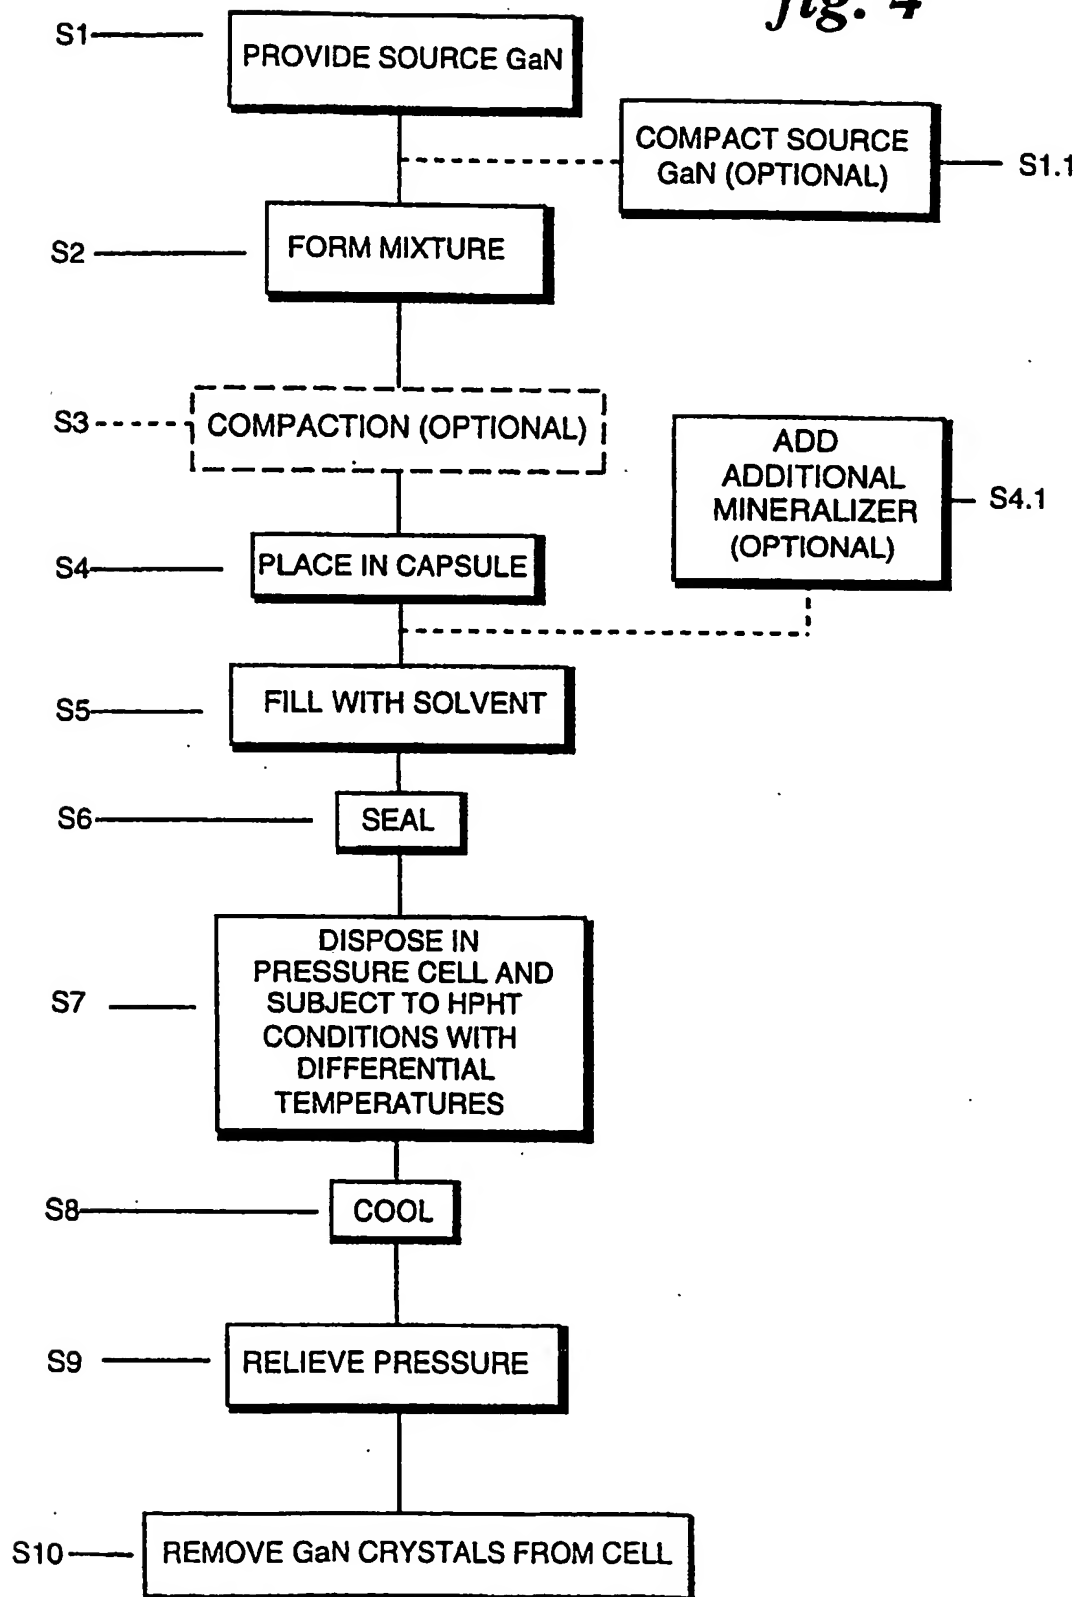 fig. 4
S1
PROVIDE SOURCE GaN
COMPACT SOURCE
GaN (OPTIONAL)
S1.1
S2
FORM MIXTURE
S3
COMPACTION (OPTIONAL)
ADD
ADDITIONAL
MINERALIZER
(OPTIONAL)
S4.1
S4
PLACE IN CAPSULE
S5
FILL WITH SOLVENT
S6
SEAL
S7
DISPOSE IN
PRESSURE CELL AND
SUBJECT TO HPHT
CONDITIONS WITH
DIFFERENTIAL
TEMPERATURES
S8
COOL
S9
RELIEVE PRESSURE
S10
REMOVE GaN CRYSTALS FROM CELL